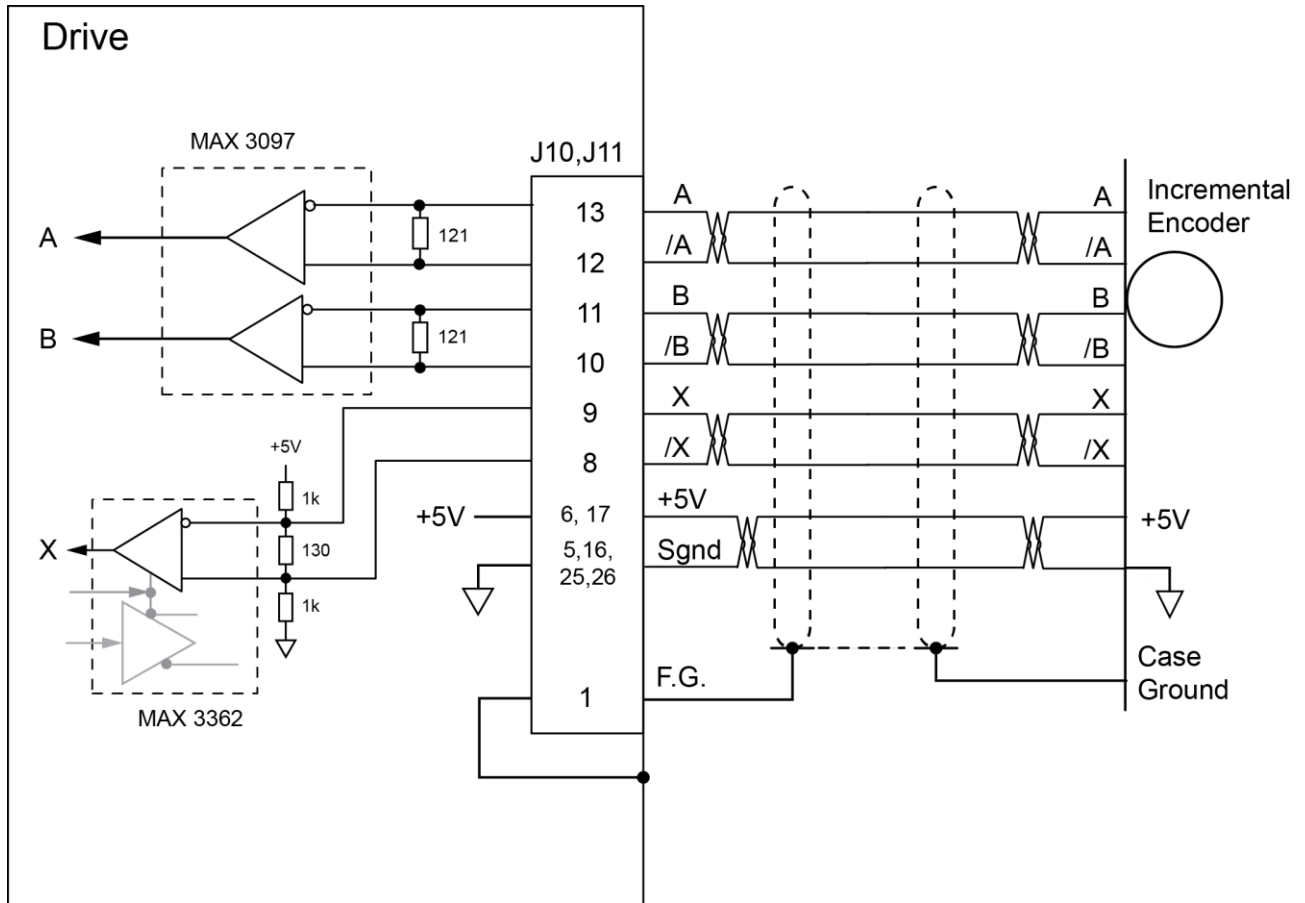 Drive
MAX 3097
J10,J11
A
121
B
121
+5V
1k
130
1k
X
MAX 3362
+5V
13
12
11
10
9
8
6, 17
5,16,
25,26
1
A
/A
B
/B
X
/X
+5V
Sgnd
F.G.
A
/A
B
/B
X
/X
+5V
Incremental
Encoder
Case
Ground